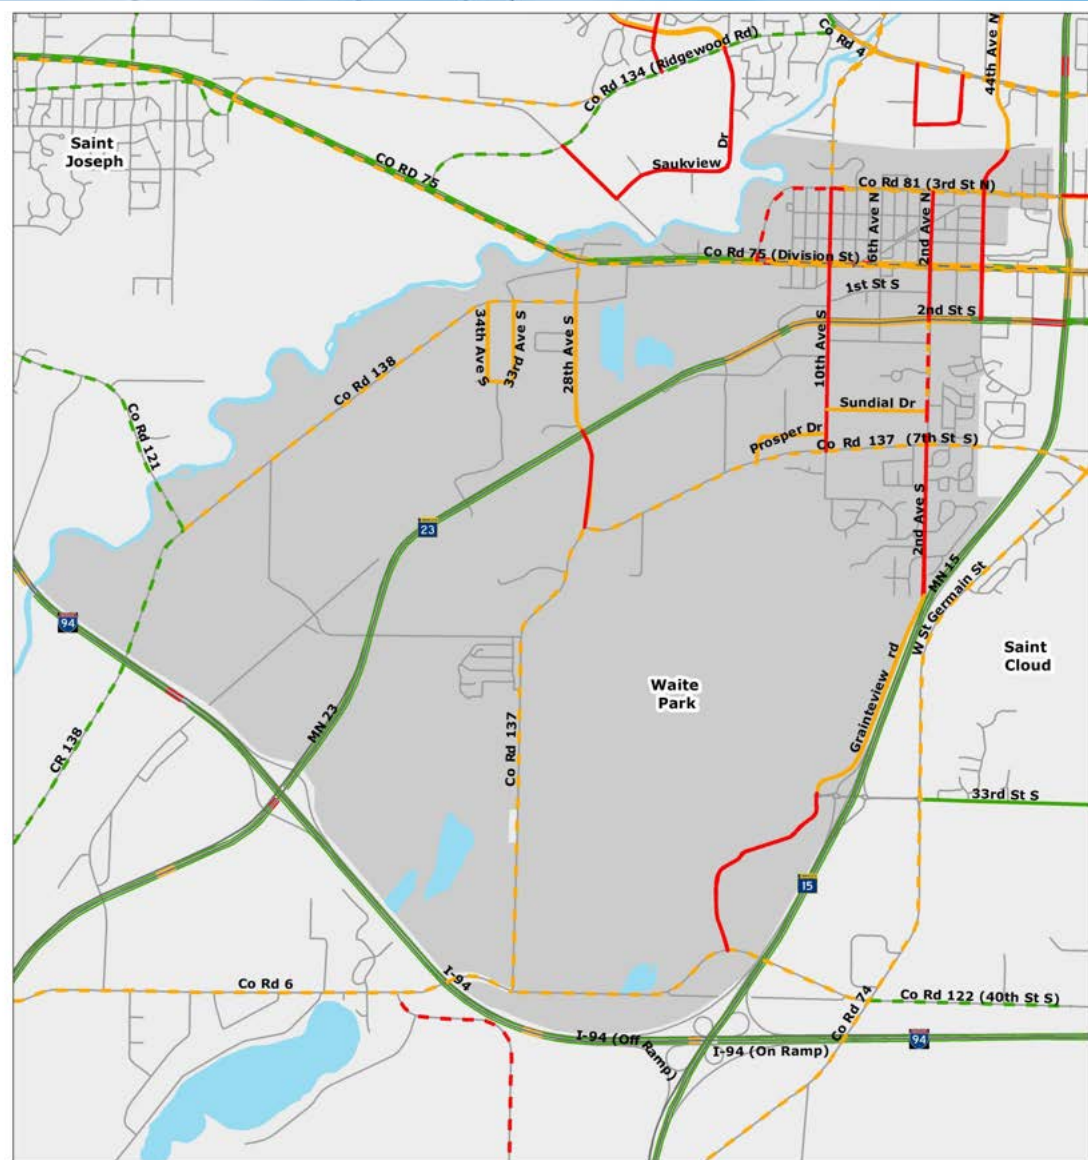 Co Rd 4
44th Ave N
Co Rd 134 (Ridgewood Rd)
Saint
Joseph
CO RD 75
Saukview
Dr
Co Rd 81 (3rd St N)
6th Ave N
2nd Ave N
Co Rd 75 (Division St)
1st St S
2nd St S
34th Ave S
33rd Ave S
28th Ave S
10th Ave S
Co Rd 138
Co Rd 121
Sundial Dr
Prosper Dr
Co Rd 137 (7th St S)
23
2nd Ave S
MN 15
W St Germain St
94
Saint
Cloud
Waite
Park
Grainteview rd
MN 23
CR 138
Co Rd 137
33rd St S
15
I-94
Co Rd 6
Co Rd 74
Co Rd 122 (40th St S)
I-94 (Off Ramp)
I-94 (On Ramp)
94